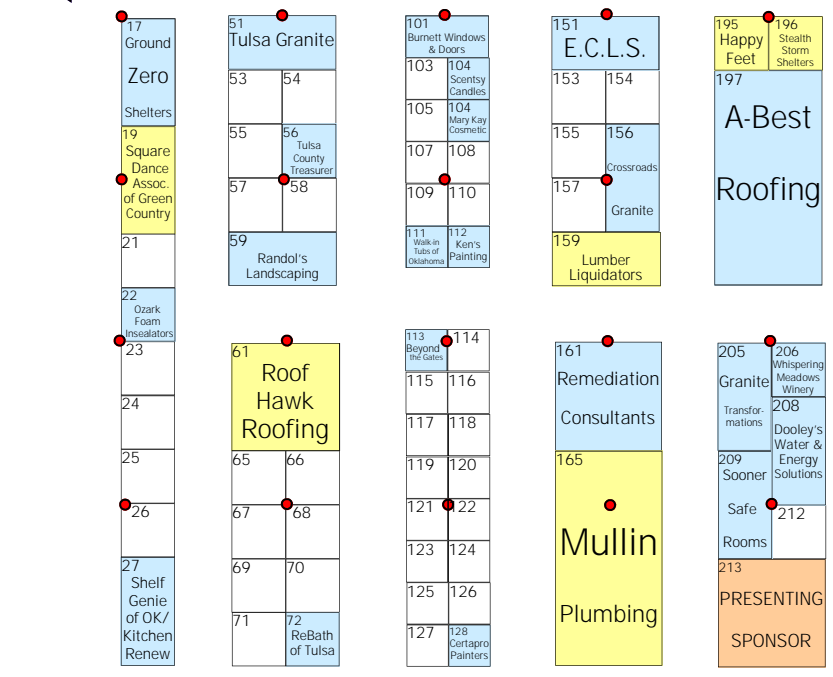 17
Ground
Zero
Shelters
19
Square
Dance
Assoc.
of Green
Country
21
22
Ozark
Foam
Insealators
23
24
25
26
27
Shelf
Genie
of OK/
Kitchen
Renew
51
Tulsa Granite
53 54
55 56
Tulsa
County
Treasurer
57 58
59
Randol's
Landscaping
61
Roof
Hawk
Roofing
65 66
67 68
69 70
71 72
ReBath
of Tulsa
101
Burnett Windows
& Doors
103 104
Scentsy
Candles
105 104
Mary Kay
Cosmetic
107 108
109 110
111
Walk-in
Tubs of
Oklahoma
112
Ken's
Painting
113
Beyond
the Gates
114
115 116
117 118
119 120
121 122
123 124
125 126
127 128
Certapro
Painters
151
E.C.L.S.
153 154
155 156
Crossroads
Granite
157
159
Lumber
Liquidators
161
Remediation
Consultants
165
Mullin
Plumbing
195
Happy
Feet
196
Stealth
Storm
Shelters
197
A-Best
Roofing
205
Granite
Transfor-
mations
206
Whispering
Meadows
Winery
208
Dooley's
Water &
Energy
Solutions
209
Sooner
Safe
Rooms
212
213
PRESENTING
SPONSOR